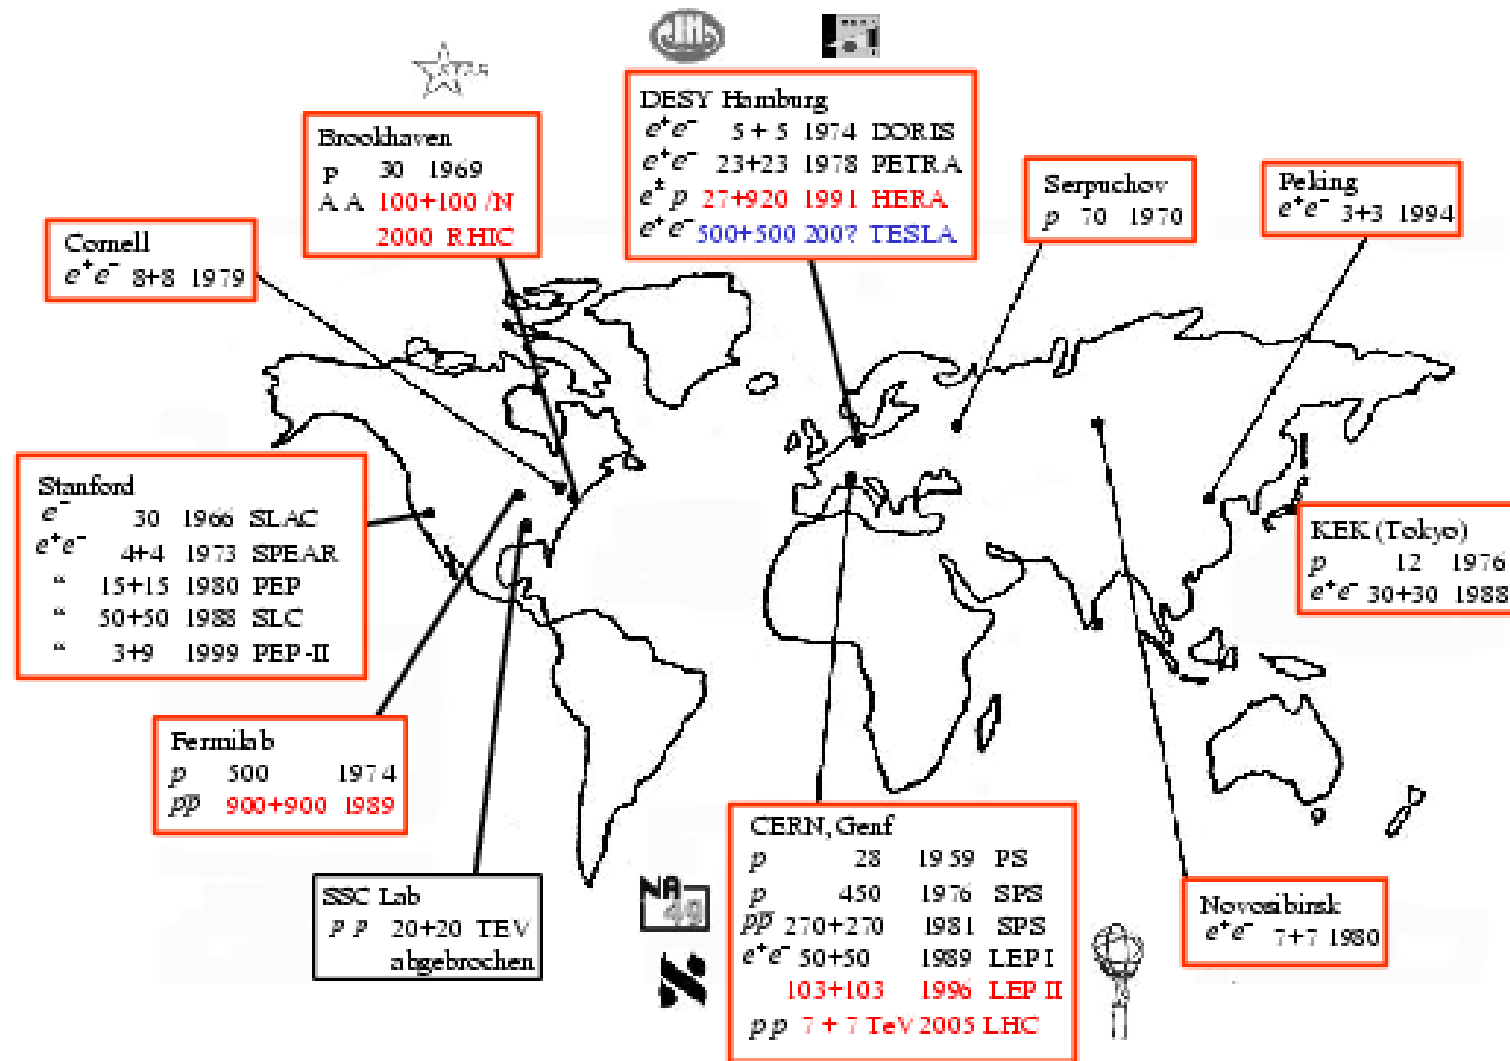 STAR
Brookhaven
p 30 1969
A A 100+100 /N
2000 RHIC
DESY Hamburg
e⁺e⁻ 5 + 5 1974 DORIS
e⁺e⁻ 23+23 1978 PETRA
e± p 27+920 1991 HERA
e⁺e⁻ 500+500 200? TESLA
Serpuchov
p 70 1970
Peking
e⁺e⁻ 3+3 1994
Cornell
e⁺e⁻ 8+8 1979
Stanford
e⁻ 30 1966 SLAC
e⁺e⁻ 4+4 1973 SPEAR
“ 15+15 1980 PEP
“ 50+50 1988 SLC
“ 3+9 1999 PEP-II
KEK (Tokyo)
p 12 1976
e⁺e⁻ 30+30 1988
Fermilab
p 500 1974
pp̅ 900+900 1989
SSC Lab
p p 20+20 TEV
abgebrochen
NA
49
CERN, Genf
p 28 1959 PS
p 450 1976 SPS
pp̅ 270+270 1981 SPS
e⁺e⁻ 50+50 1989 LEP I
103+103 1996 LEP II
p p 7 + 7 TeV 2005 LHC
Novosibirsk
e⁺e⁻ 7+7 1980